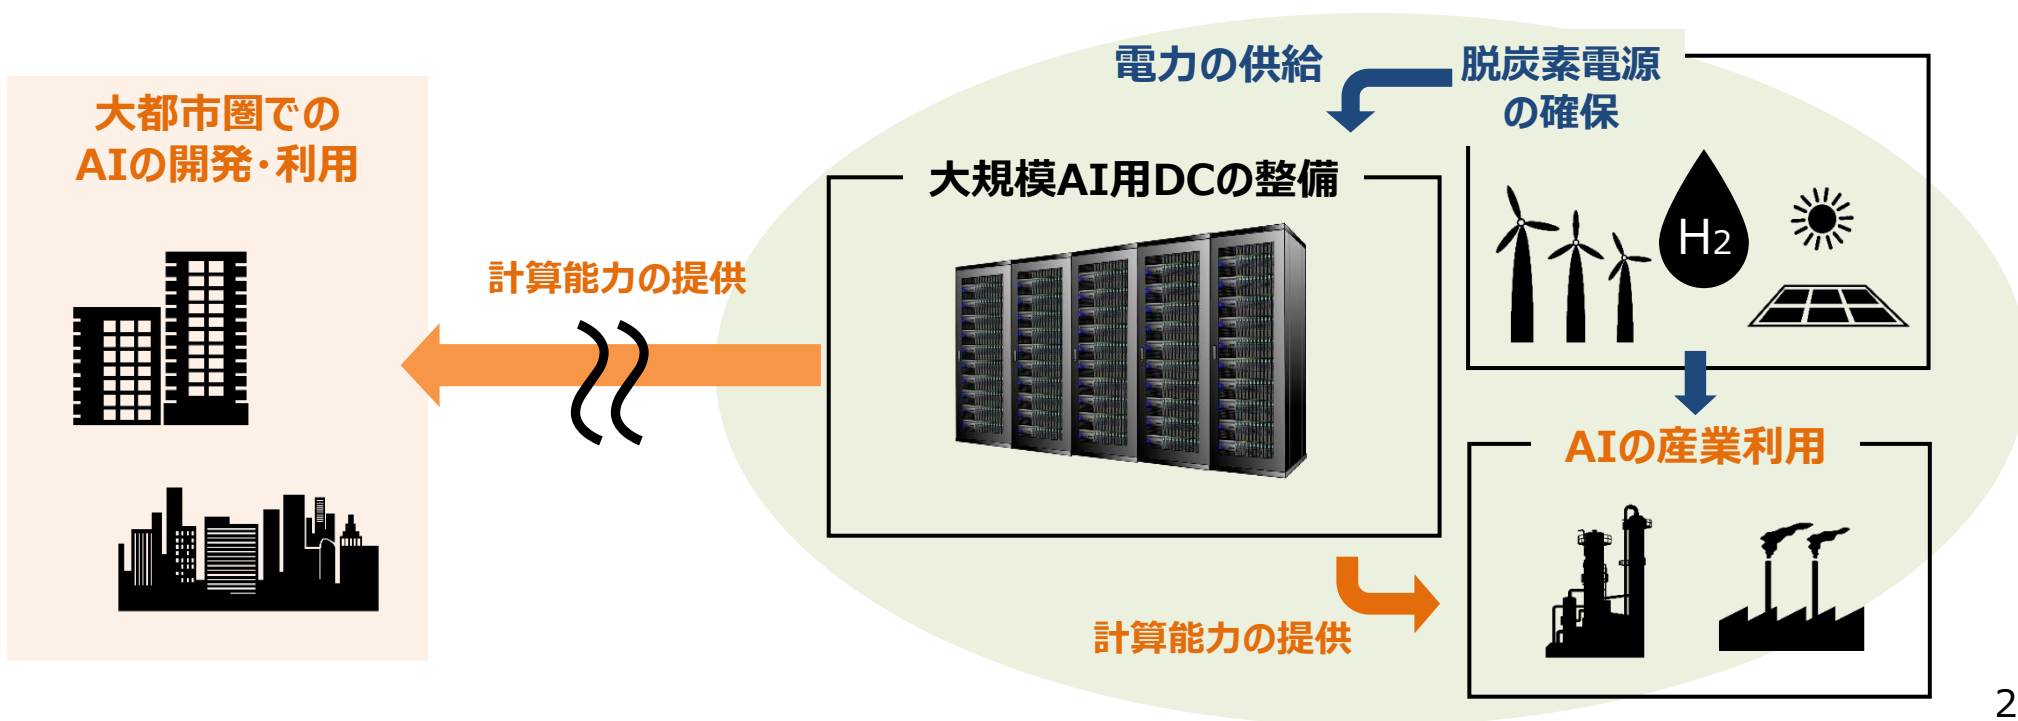 大都市圏での
AIの開発・利用
計算能力の提供
電力の供給
脱炭素電源
の確保
大規模AI用DCの整備
H2
AIの産業利用
計算能力の提供
2